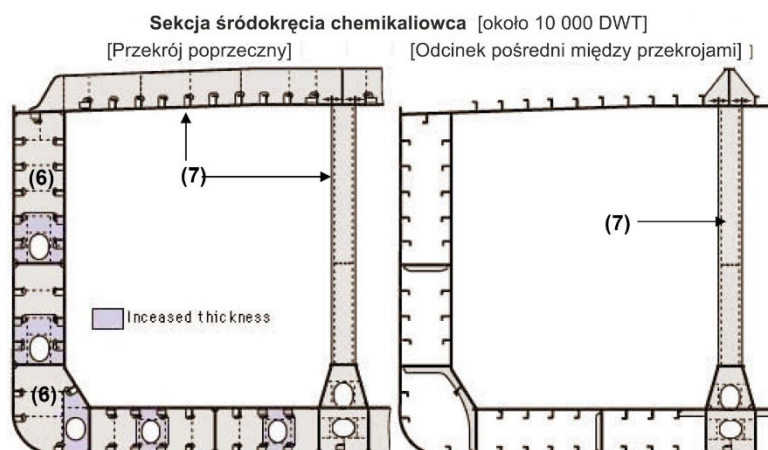 Sekcja śródokręcia chemikaliowca [około 10 000 DWT]
[Przekrój poprzeczny] [Odcinek pośredni między przekrojami] ]
(6)
(7)
(7)
Inceased thickness
(6)